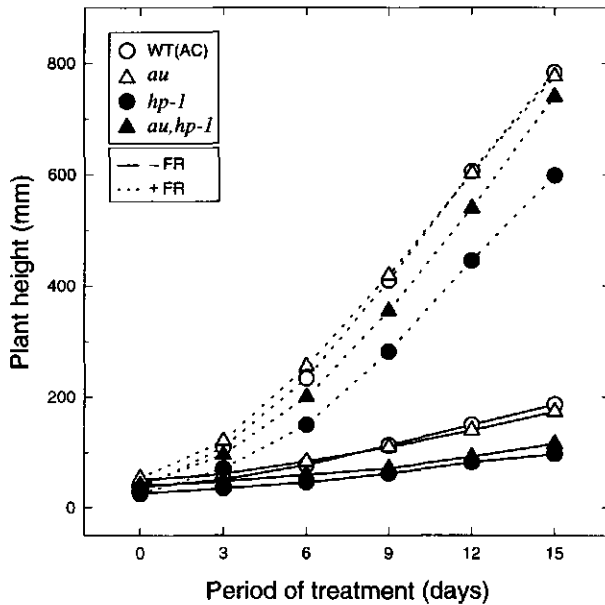 WT(AC)
au
hp-1
au,hp-1
– FR
+ FR
Plant height (mm)
800
600
400
200
0
0 3 6 9 12 15
Period of treatment (days)